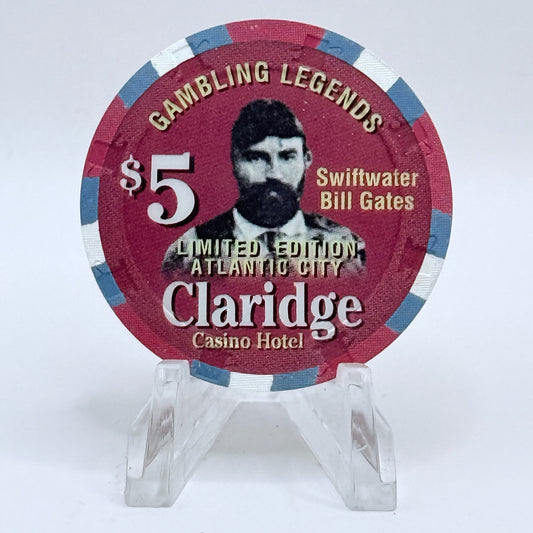 GAMBLING LEGENDS
$5
Swiftwater
Bill Gates
LIMITED EDITION
ATLANTIC CITY
Claridge
Casino Hotel